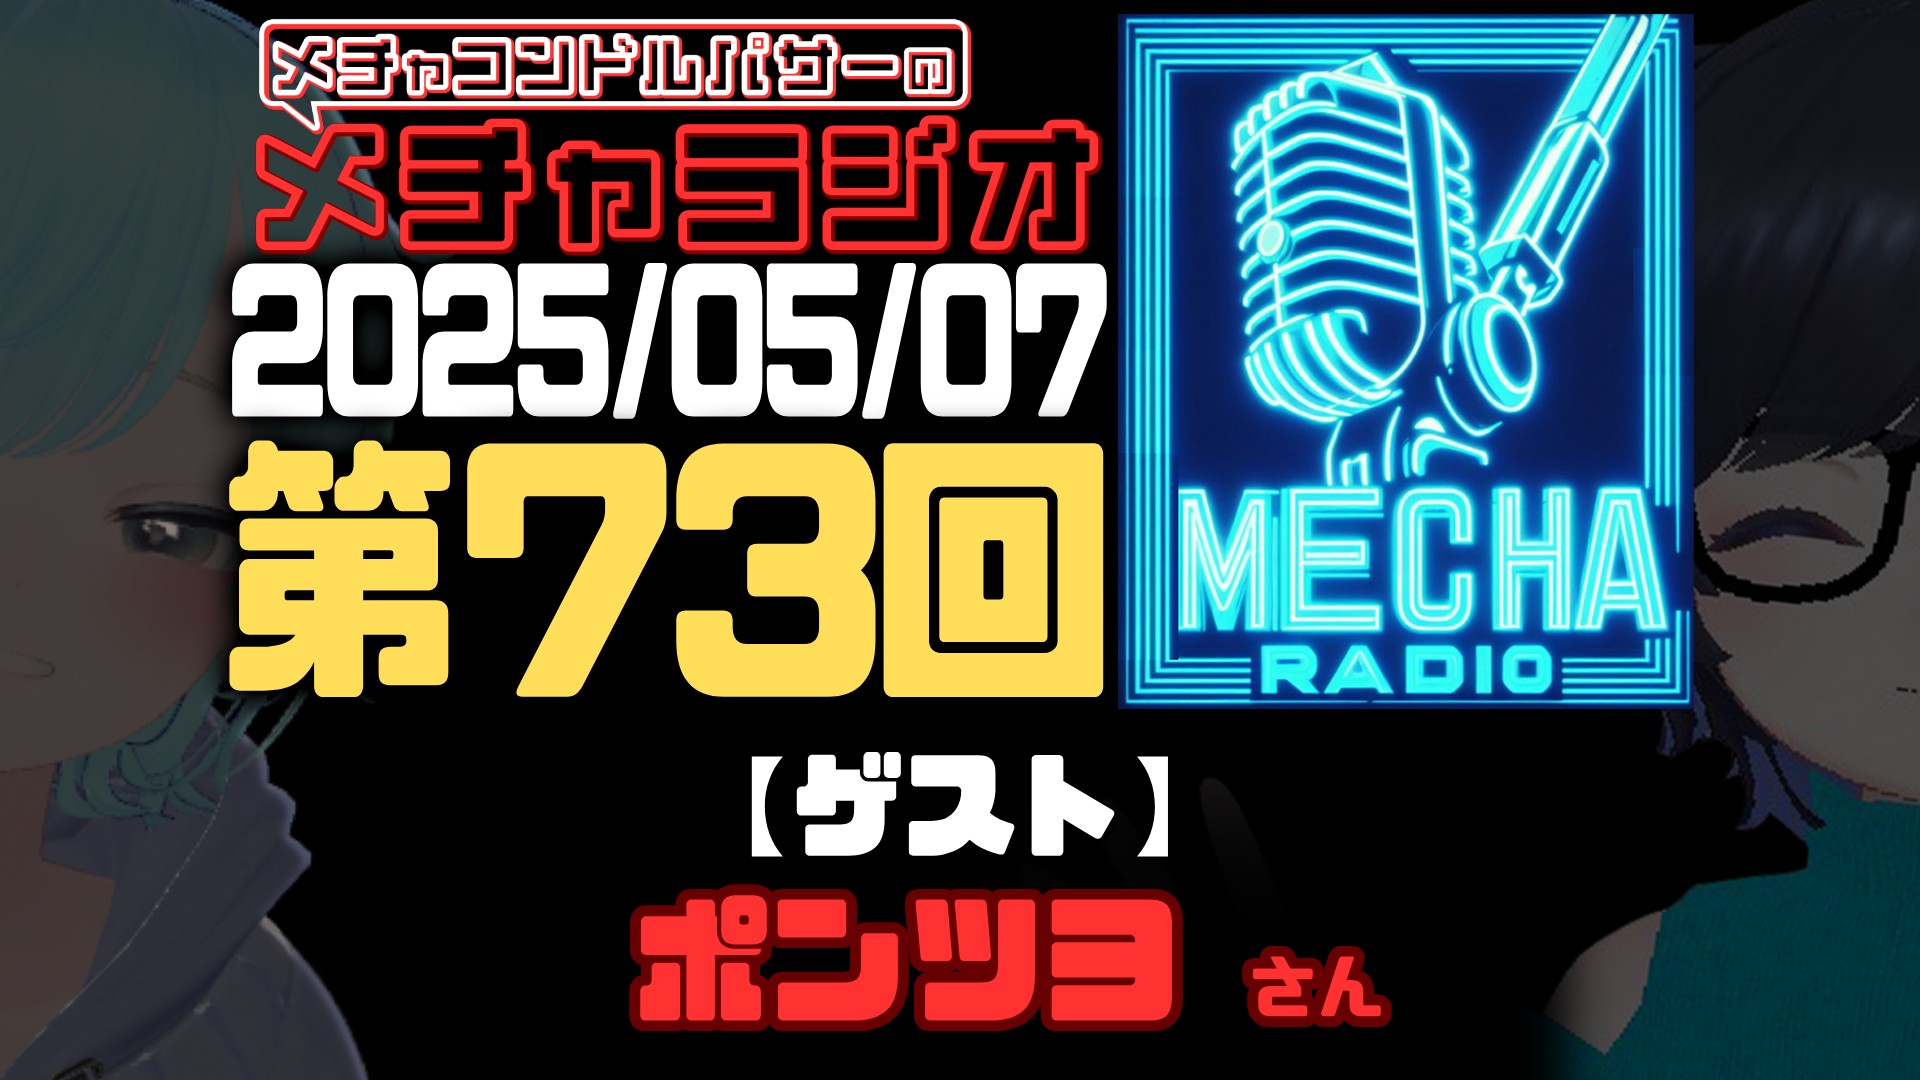 メチャコンドルパサーの
メチャラジオ
2025/05/07
第73回
MECHA
RADIO
【ゲスト】
ポンツヨ さん